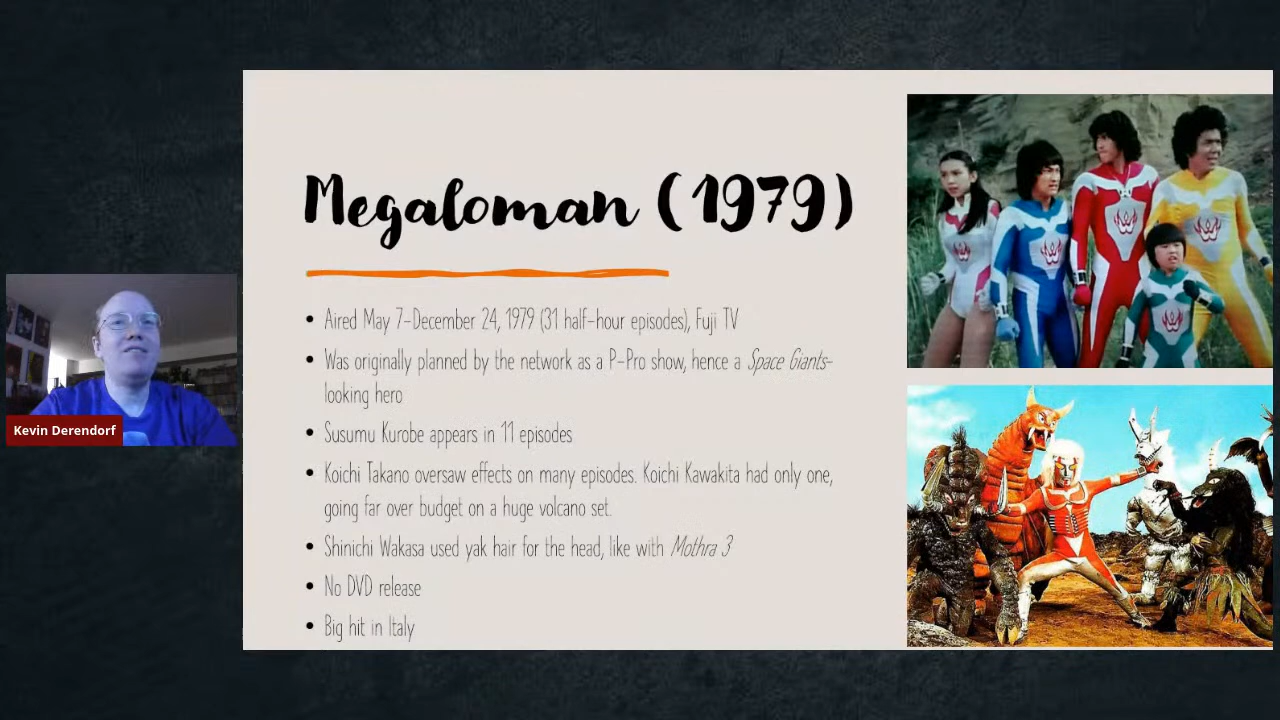 Megaloman (1979)
• Aired May 7-December 24, 1979 (31 half-hour episodes), Fuji TV
• Was originally planned by the network as a P-Pro show, hence a Space Giants-
looking hero
• Susumu Kurobe appears in 11 episodes
• Koichi Takano oversaw effects on many episodes. Koichi Kawakita had only one,
going far over budget on a huge volcano set.
• Shinichi Wakasa used yak hair for the head, like with Mothra 3
• No DVD release
• Big hit in Italy
Kevin Derendorf